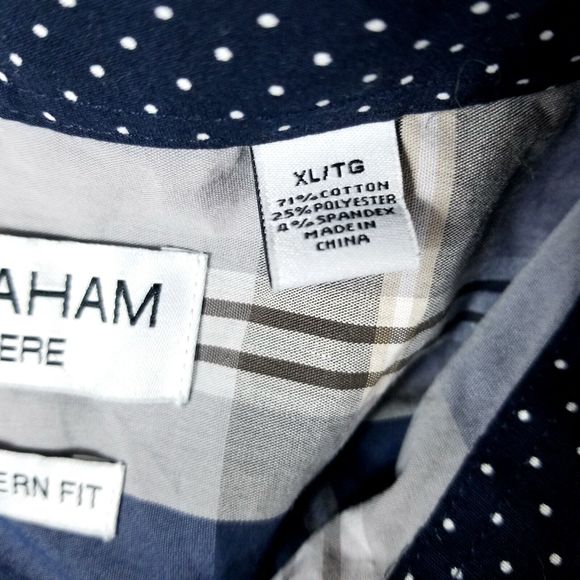 XL/TG
71% COTTON
25% POLYESTER
4% SPANDEX
MADE IN
CHINA
AHAM
ERE
ERN FIT